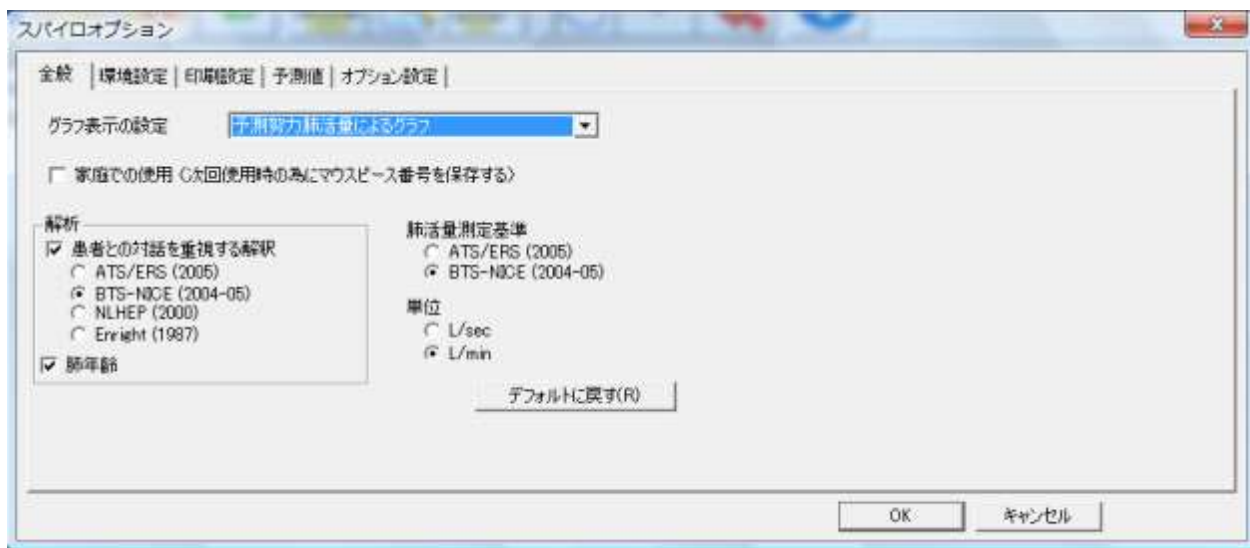 スパイロオプション
全般 環境設定 印刷設定 予測値 オプション設定
グラフ表示の設定 予測努力肺活量によるグラフ
家庭での使用 (次回使用時の為にマウスピース番号を保存する)
解析
患者との対話を重視する解釈
ATS/ERS (2005)
BTS-NICE (2004-05)
NLHEP (2000)
Enright (1987)
肺年齢
肺活量測定基準
ATS/ERS (2005)
BTS-NICE (2004-05)
単位
L/sec
L/min
デフォルトに戻す(R)
OK キャンセル